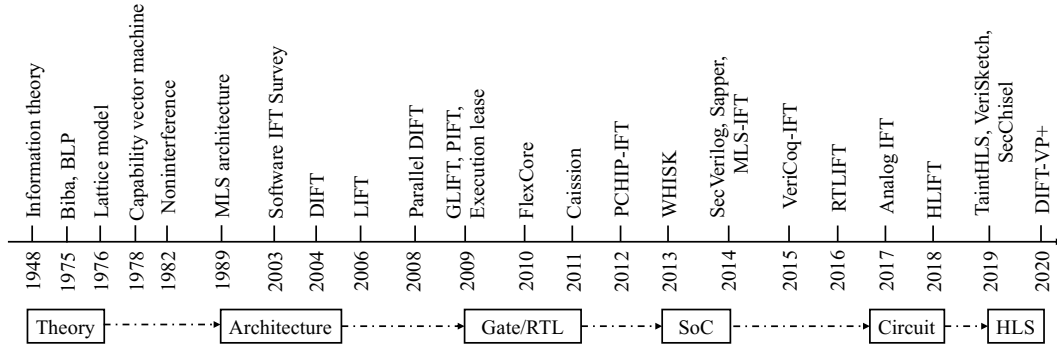 Information theory
Biba, BLP
Lattice model
Capability vector machine
Noninterference
MLS architecture
Software IFT Survey
DIFT
LIFT
Parallel DIFT
GLIFT, PIFT,
Execution lease
FlexCore
Caission
PCHIP-IFT
WHISK
SecVerilog, Sapper,
MLS-IFT
VeriCoq-IFT
RTLIFT
Analog IFT
HLIFT
TaintHLS, VeriSketch,
SecChisel
DIFT-VP+
1948
1975
1976
1978
1982
1989
2003
2004
2006
2008
2009
2010
2011
2012
2013
2014
2015
2016
2017
2018
2019
2020
Theory
Architecture
Gate/RTL
SoC
Circuit
HLS